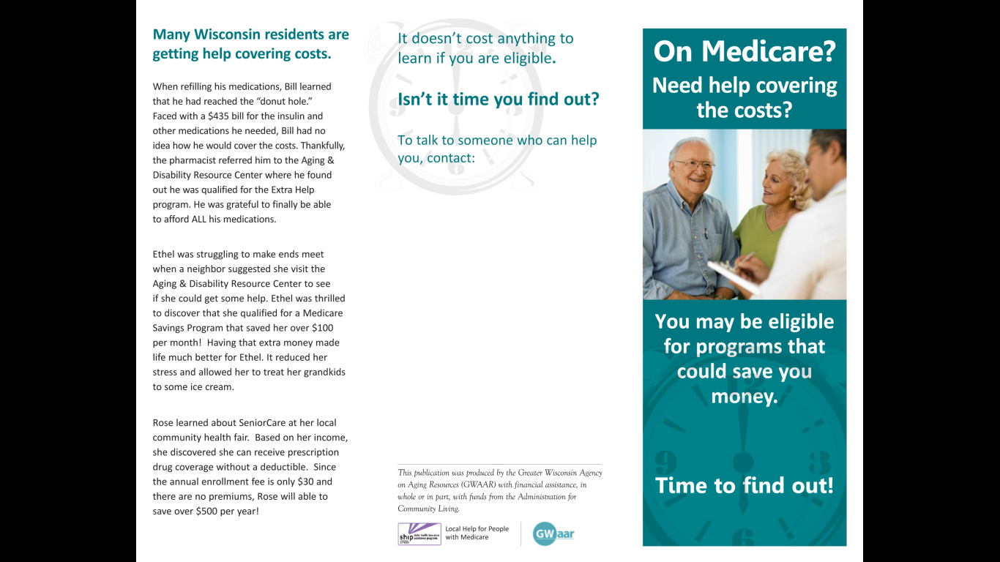 Many Wisconsin residents are
getting help covering costs.
When refilling his medications, Bill learned
that he had reached the “donut hole.”
Faced with a $435 bill for the insulin and
other medications he needed, Bill had no
idea how he would cover the costs. Thankfully,
the pharmacist referred him to the Aging &
Disability Resource Center where he found
out he was qualified for the Extra Help
program. He was grateful to finally be able
to afford ALL his medications.
Ethel was struggling to make ends meet
when a neighbor suggested she visit the
Aging & Disability Resource Center to see
if she could get some help. Ethel was thrilled
to discover that she qualified for a Medicare
Savings Program that saved her over $100
per month!  Having that extra money made
life much better for Ethel. It reduced her
stress and allowed her to treat her grandkids
to some ice cream.
Rose learned about SeniorCare at her local
community health fair.  Based on her income,
she discovered she can receive prescription
drug coverage without a deductible.  Since
the annual enrollment fee is only $30 and
there are no premiums, Rose will able to
save over $500 per year!
It doesn’t cost anything to
learn if you are eligible.
Isn’t it time you find out?
To talk to someone who can help
you, contact:
6
This publication was produced by the Greater Wisconsin Agency
on Aging Resources (GWAAR) with financial assistance, in
whole or in part, with funds from the Administration for
Community Living.
ship
state health insurance
assistance programs
Local Help for People
with Medicare
GWaar
On Medicare?
Need help covering
the costs?
You may be eligible
for programs that
could save you
money.
12
9 3
Time to find out!
6